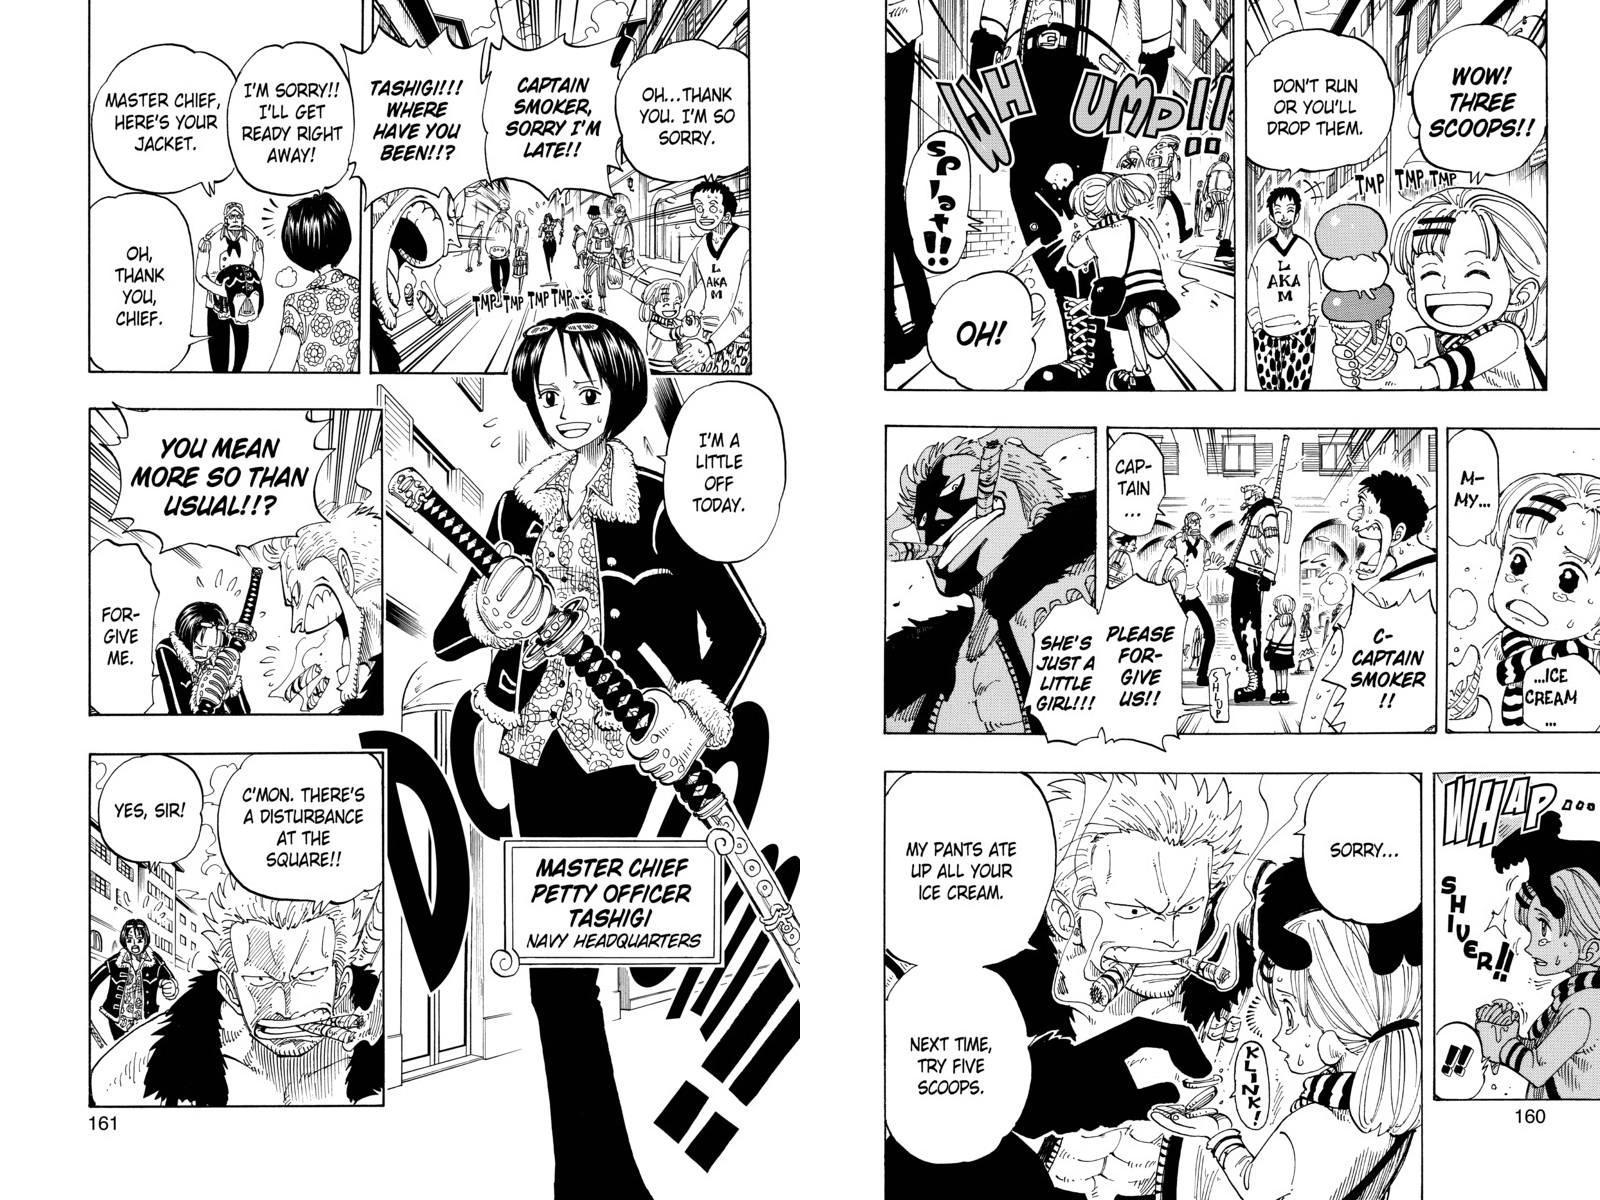 WOW!
THREE
SCOOPS!!
DON'T RUN
OR YOU'LL
DROP THEM.
TMP TMP TMP
L
AKA
M
WH
UMP!!
Splat!!
OH!
M-
MY...
...ICE
CREAM
...
C-
CAPTAIN
SMOKER
!!
CAP-
TAIN
...
PLEASE
FOR-
GIVE
US!!
SHE'S
JUST A
LITTLE
GIRL!!!
SHUP
WHAP...
SHIVER!!
!!
SORRY...
MY PANTS ATE
UP ALL YOUR
ICE CREAM.
NEXT TIME,
TRY FIVE
SCOOPS.
KLINK!
160
OH...THANK
YOU. I'M SO
SORRY.
CAPTAIN
SMOKER,
SORRY I'M
LATE!!
TASHIGI!!!
WHERE
HAVE YOU
BEEN!!?
L
AKA
M
TMP TMP TMP TMP...
I'M SORRY!!
I'LL GET
READY RIGHT
AWAY!
MASTER CHIEF,
HERE'S YOUR
JACKET.
OH,
THANK
YOU,
CHIEF.
I'M A
LITTLE
OFF
TODAY.
MASTER CHIEF
PETTY OFFICER
TASHIGI
NAVY HEADQUARTERS
YOU MEAN
MORE SO THAN
USUAL!!?
FOR-
GIVE
ME.
C'MON. THERE'S
A DISTURBANCE
AT THE
SQUARE!!
YES, SIR!
161